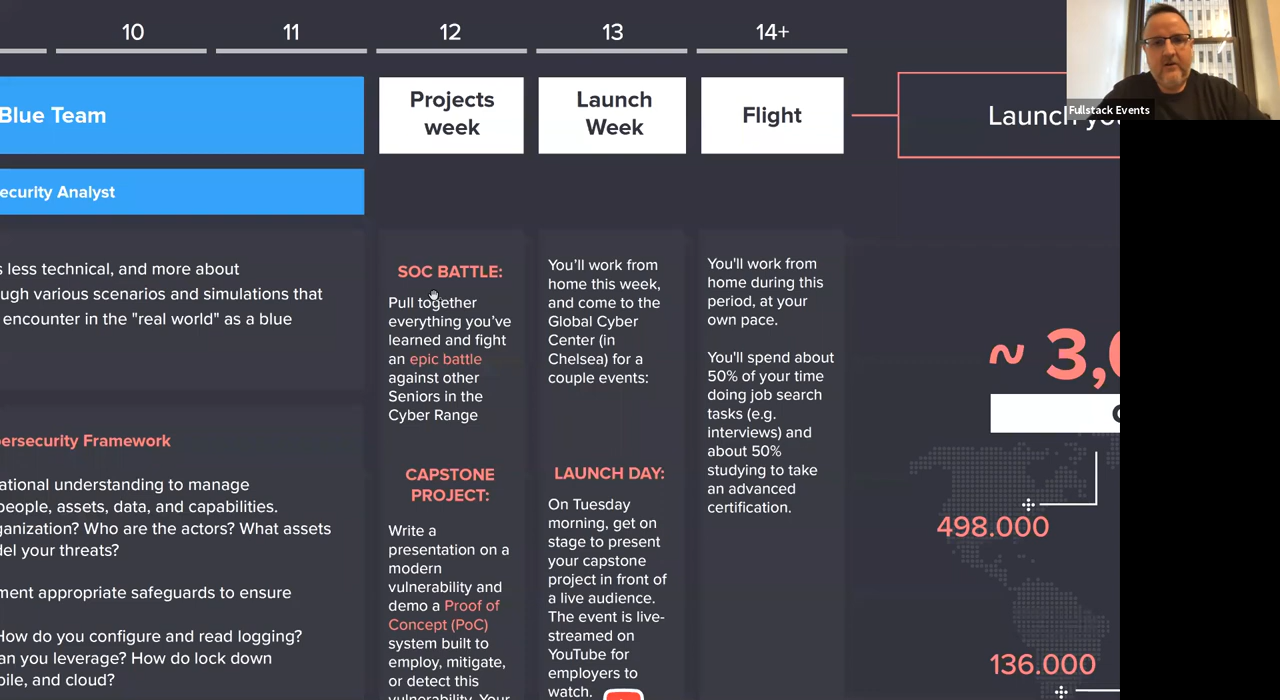 10
11
12
13
14+
Blue Team
Projects
week
Launch
Week
Flight
Launch
Fullstack Events
ecurity Analyst
s less technical, and more about
ugh various scenarios and simulations that
encounter in the "real world" as a blue
ersecurity Framework
ational understanding to manage
people, assets, data, and capabilities.
ganization? Who are the actors? What assets
del your threats?
ment appropriate safeguards to ensure
How do you configure and read logging?
an you leverage? How do lock down
bile, and cloud?
SOC BATTLE:
Pull together
everything you've
learned and fight
an epic battle
against other
Seniors in the
Cyber Range
CAPSTONE
PROJECT:
Write a
presentation on a
modern
vulnerability and
demo a Proof of
Concept (PoC)
system built to
employ, mitigate,
or detect this
vulnerability. Your
You'll work from
home this week,
and come to the
Global Cyber
Center (in
Chelsea) for a
couple events:
LAUNCH DAY:
On Tuesday
morning, get on
stage to present
your capstone
project in front of
a live audience.
The event is live-
streamed on
YouTube for
employers to
watch.
You'll work from
home during this
period, at your
own pace.
You'll spend about
50% of your time
doing job search
tasks (e.g.
interviews) and
about 50%
studying to take
an advanced
certification.
~ 3,
498.000
136.000